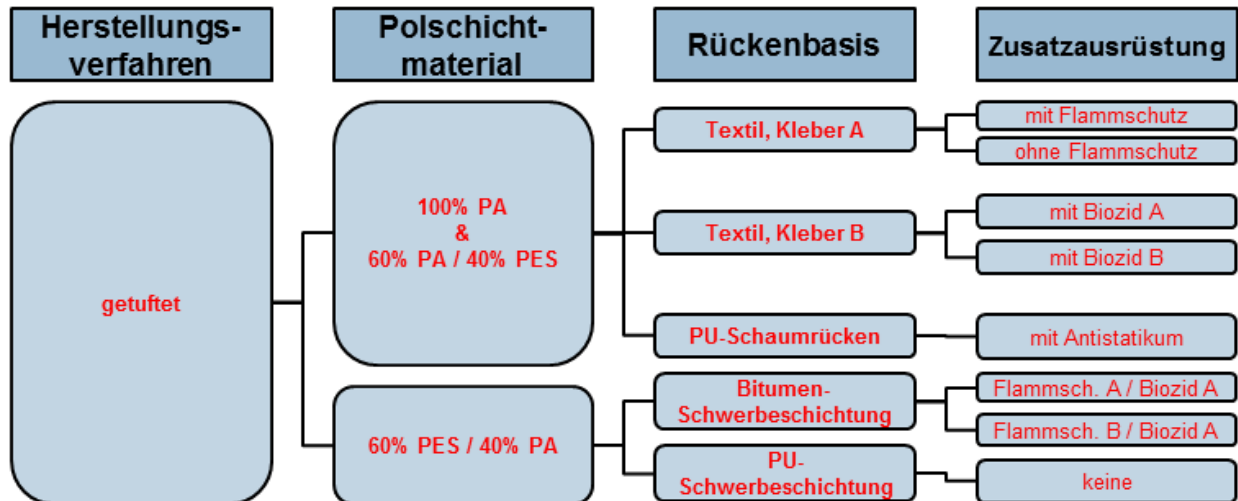 Herstellungs-
verfahren
Polschicht-
material
Rückenbasis
Zusatzausrüstung
getuftet
100% PA
&
60% PA / 40% PES
60% PES / 40% PA
Textil, Kleber A
Textil, Kleber B
PU-Schaumrücken
Bitumen-
Schwerbeschichtung
PU-
Schwerbeschichtung
mit Flammschutz
ohne Flammschutz
mit Biozid A
mit Biozid B
mit Antistatikum
Flammsch. A / Biozid A
Flammsch. B / Biozid A
keine